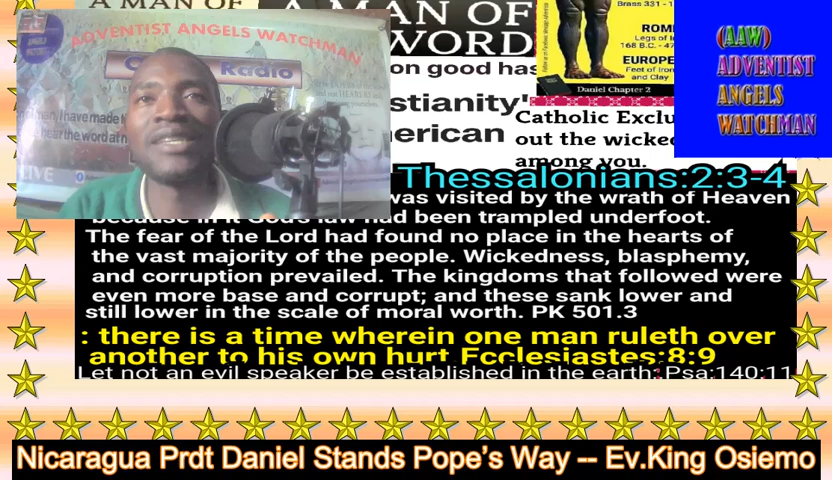 A MAN OF
A MAN OF
WORD
on good has
stianity'
erican
Brass 331 - 1
ROM
Legs of
168 B.C. - 47
EUROPE
Feet of Iron
and Clay
Daniel Chapter 2
(AAW)
ADVENTIST
ANGELS
WATCHMAN
ADVENTIST ANGELS WATCHMAN
Radio
LIVE
Catholic Exclu
out the wicked
among you.
Thessalonians:2:3-4
was visited by the wrath of Heaven
because in it God's law had been trampled underfoot.
The fear of the Lord had found no place in the hearts of
the vast majority of the people. Wickedness, blasphemy,
and corruption prevailed. The kingdoms that followed were
even more base and corrupt; and these sank lower and
still lower in the scale of moral worth. PK 501.3
: there is a time wherein one man ruleth over
another to his own hurt.Ecclesiastes:8:9
Let not an evil speaker be established in the earth: Psa:140:11
Nicaragua Prdt Daniel Stands Pope's Way -- Ev.King Osiemo